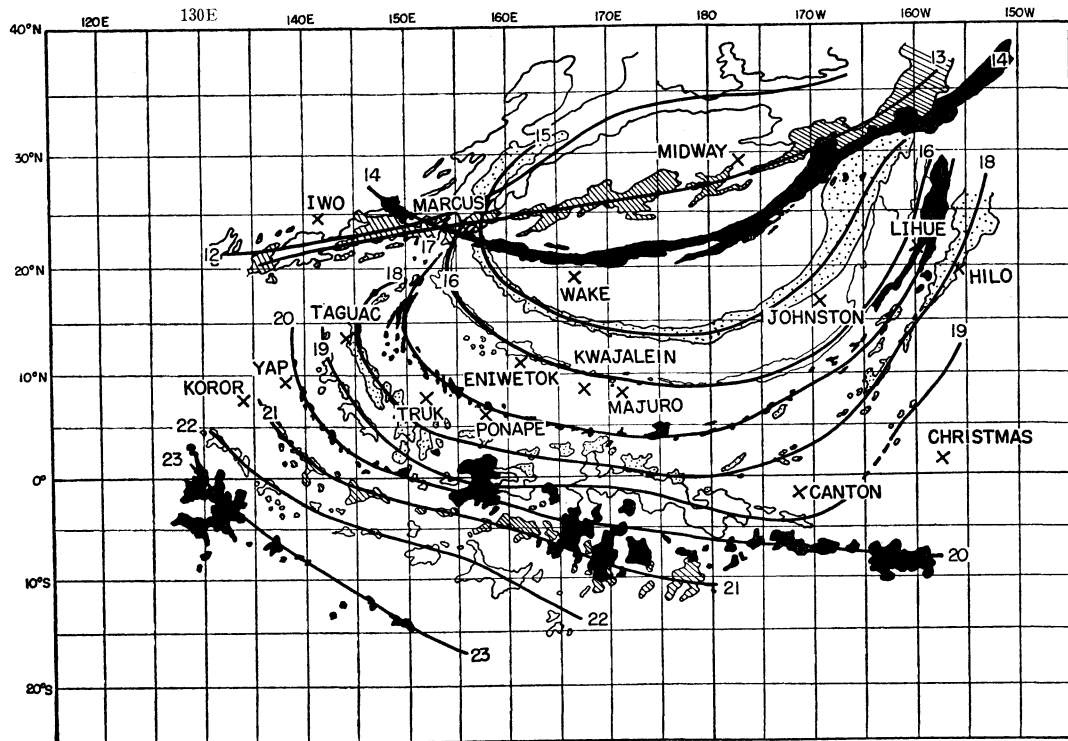 120E 130E 140E 150E 160E 170E 180 170W 160W 150W
40°N
13
14
15
MIDWAY
30°N
16
18
14
IWO
MARCUS
LIHUE
12
17
20°N
18
16
HILO
WAKE
TAGUAC
JOHNSTON
20
19
19
KWAJALEIN
YAP
10°N
ENIWETOK
KOROR
MAJURO
21
TRUK
PONAPE
22
CHRISTMAS
23
0°
CANTON
20
10°S
21
22
23
20°S